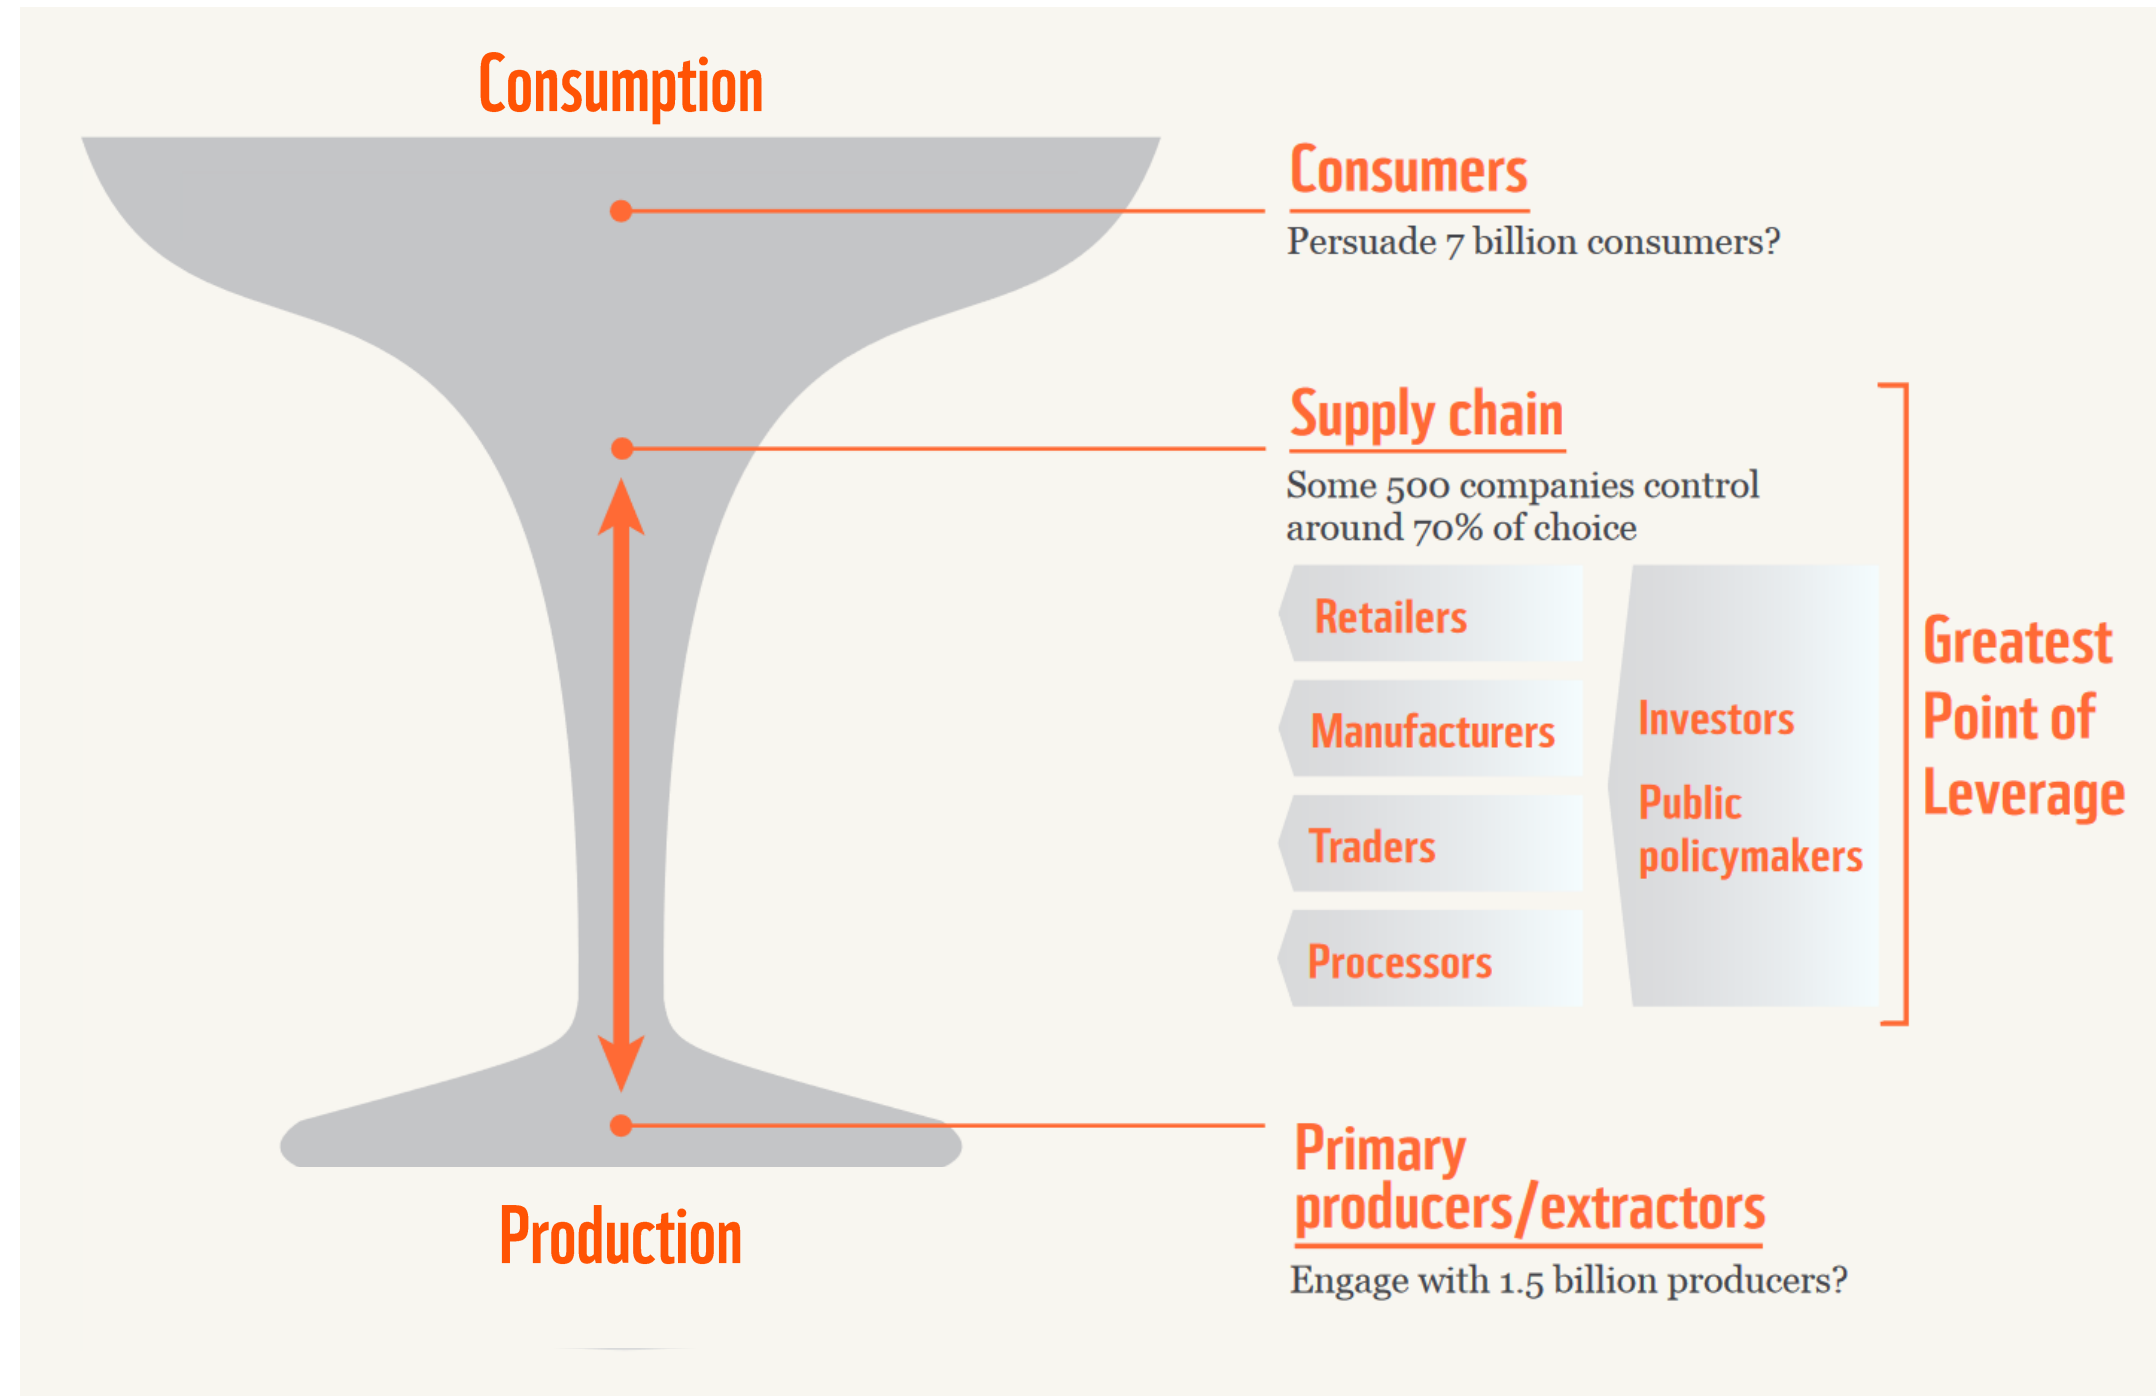 Consumption
Consumers
Persuade 7 billion consumers?
Supply chain
Some 500 companies control
around 70% of choice
Retailers
Manufacturers
Traders
Processors
Investors
Public
policymakers
Greatest
Point of
Leverage
Primary
producers/extractors
Engage with 1.5 billion producers?
Production